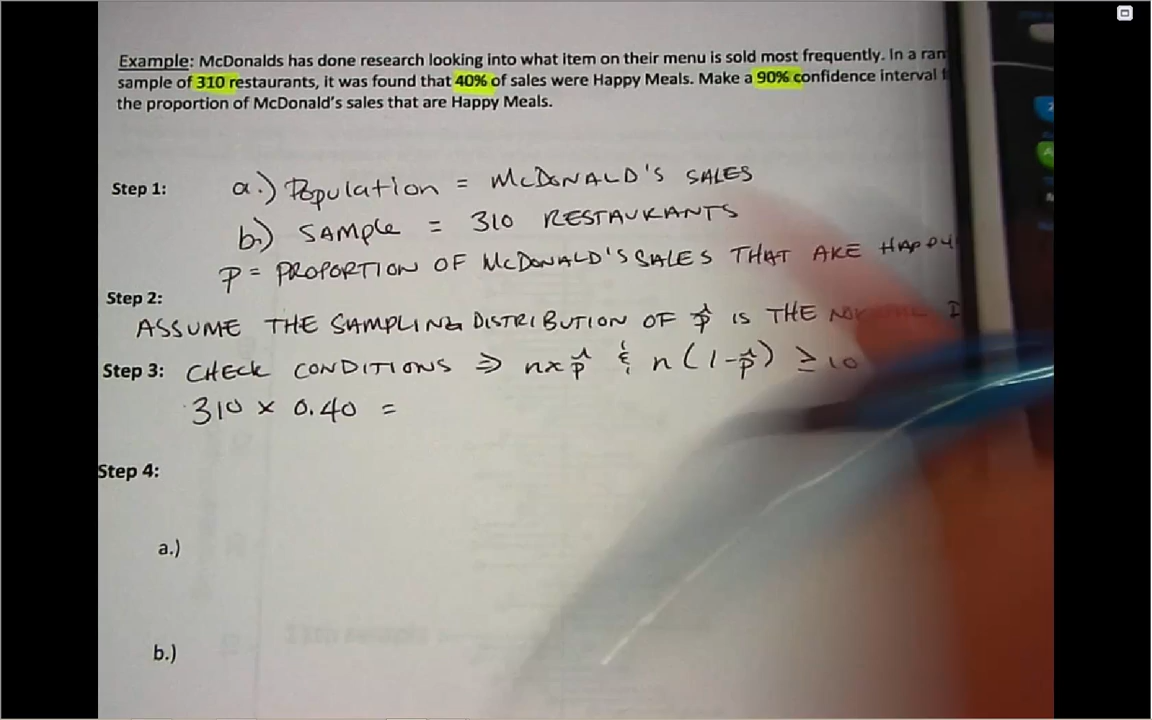 Example: McDonalds has done research looking into what item on their menu is sold most frequently. In a ran
sample of 310 restaurants, it was found that 40% of sales were Happy Meals. Make a 90% confidence interval
the proportion of McDonald's sales that are Happy Meals.
Step 1: a.) Population = McDONALD'S SALES
b.) SAMPle = 310 RESTAURANTS
p = PROPORTION OF McDONALD'S SALES THAT ARE HAPPY
Step 2:
ASSUME THE SAMPLING DISTRIBUTION OF p̂ IS THE
Step 3: CHECK CONDITIONS ⇒ n×p̂ & n(1-p̂) ≥ 10
310 × 0.40 =
Step 4:
a.)
b.)